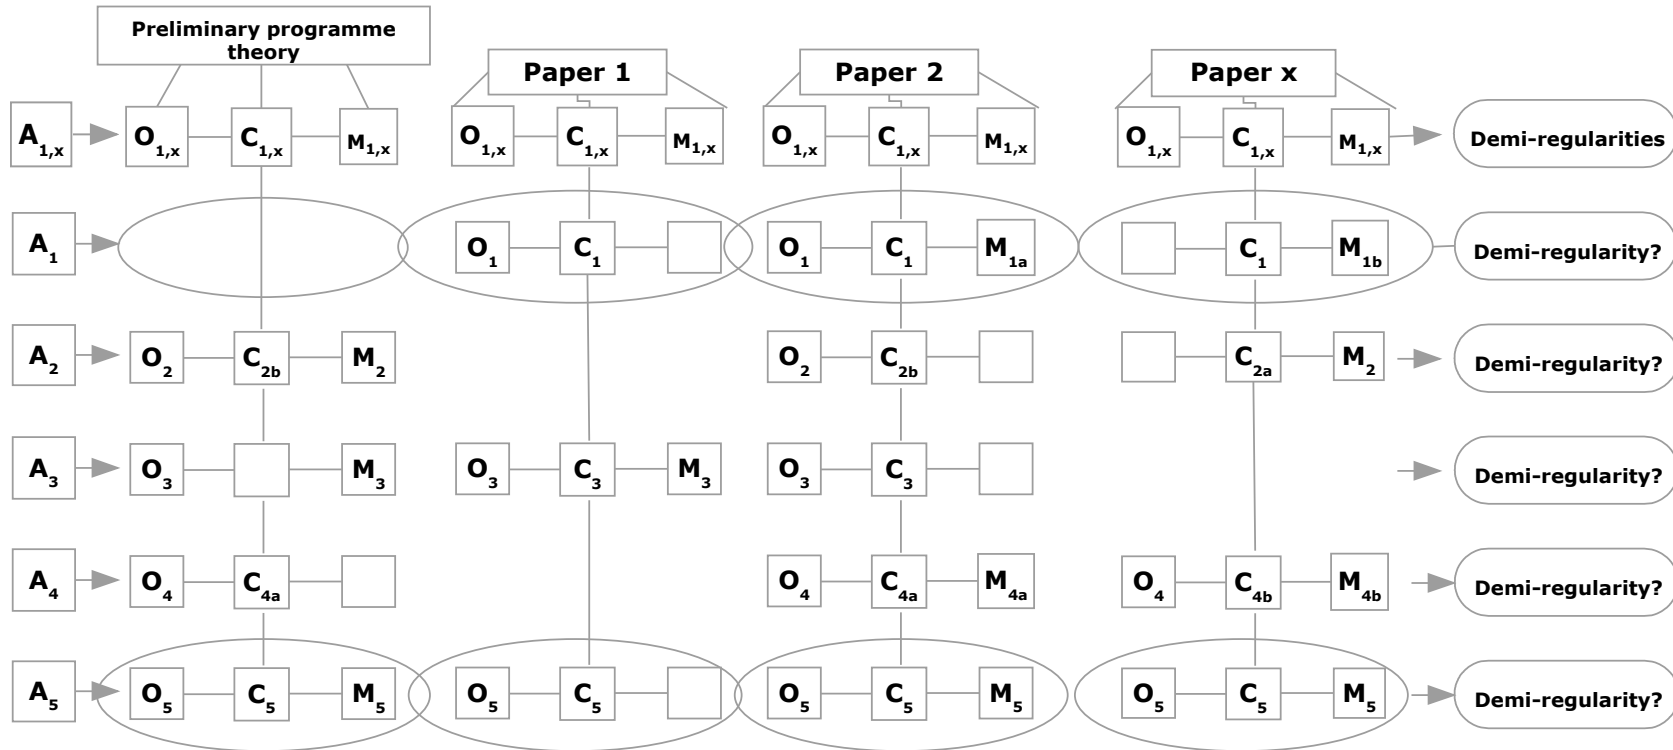 Preliminary programme
theory
Paper 1
Paper 2
Paper x
A1,x O1,x C1,x M1,x O1,x C1,x M1,x O1,x C1,x M1,x O1,x C1,x M1,x Demi-regularities
A1 O1 C1 O1 C1 M1a C1 M1b Demi-regularity?
A2 O2 C2b M2 O2 C2b C2a M2 Demi-regularity?
A3 O3 M3 O3 C3 M3 O3 C3 Demi-regularity?
A4 O4 C4a O4 C4a M4a O4 C4b M4b Demi-regularity?
A5 O5 C5 M5 O5 C5 O5 C5 M5 O5 C5 M5 Demi-regularity?